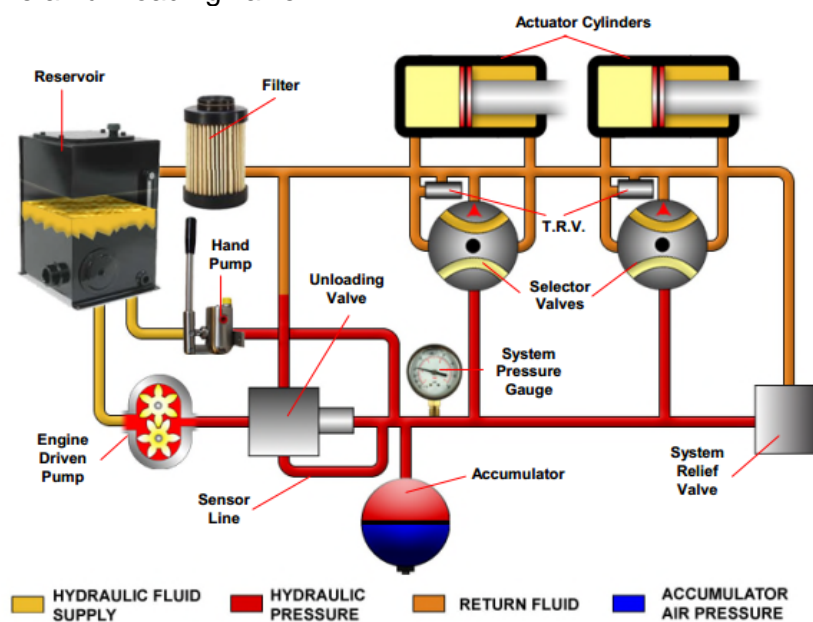 Actuator Cylinders
Reservoir
Filter
T.R.V.
Hand
Pump
Unloading
Valve
Selector
Valves
System
Pressure
Gauge
Engine
Driven
Pump
Sensor
Line
Accumulator
System
Relief
Valve
HYDRAULIC FLUID
SUPPLY
HYDRAULIC
PRESSURE
RETURN FLUID
ACCUMULATOR
AIR PRESSURE